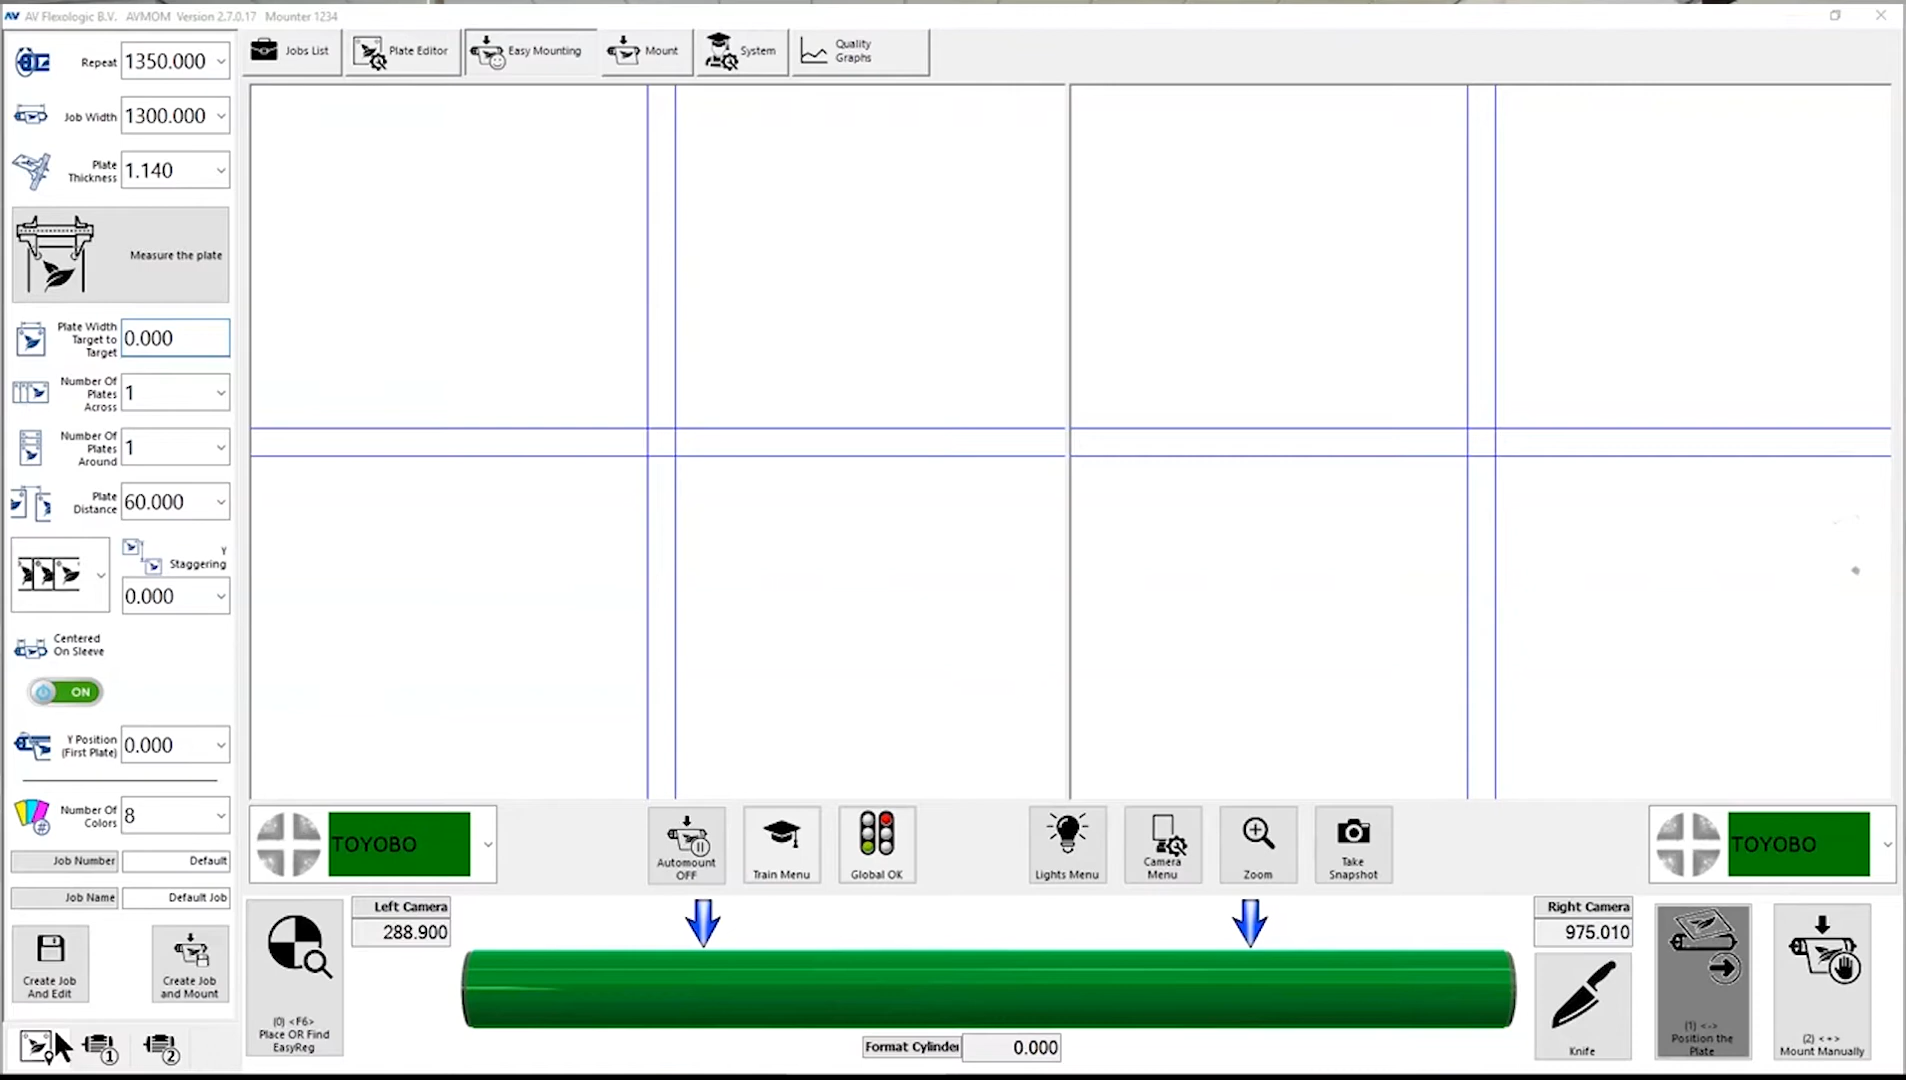 AV Flexologic B.V. AVMOM Version 2.7.0.17 Mounter 1234
Jobs List
Plate Editor
Easy Mounting
Mount
System
Quality
Graphs
Repeat
1350.000
Job Width
1300.000
Plate
Thickness
1.140
Measure the plate
Plate Width
Target to
Target
0.000
Number Of
Plates
Across
1
Number Of
Plates
Around
1
Plate
Distance
60.000
Y
Staggering
0.000
Centered
On Sleeve
ON
Y Position
(First Plate)
0.000
Number Of
Colors
8
Job Number
Default
Job Name
Default Job
Create Job
And Edit
Create Job
and Mount
1
2
TOYOBO
Automount
OFF
Train Menu
Global OK
Lights Menu
Camera
Menu
Zoom
Take
Snapshot
TOYOBO
(0) <F6>
Place OR Find
EasyReg
Left Camera
288.900
Format Cylinder
0.000
Right Camera
975.010
Knife
(1) <->
Position the
Plate
(2) <+>
Mount Manually